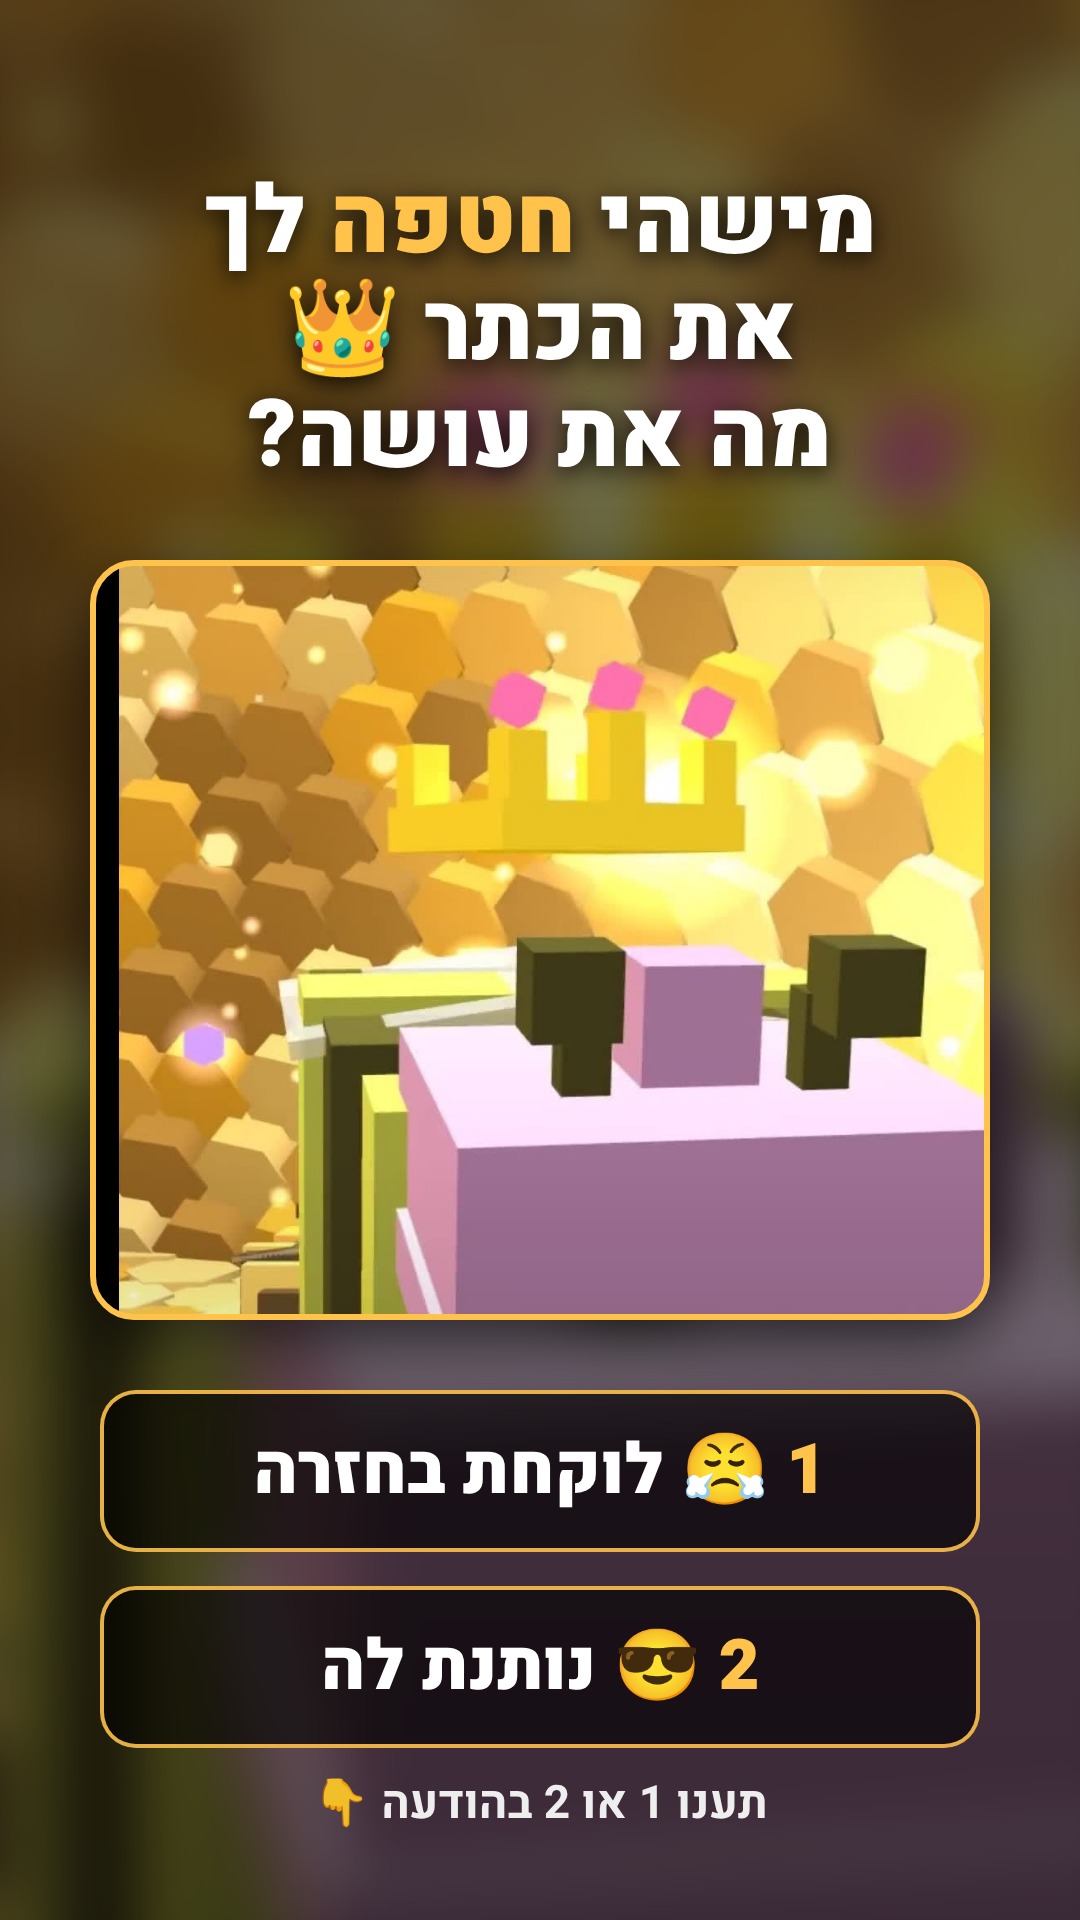 מישהי חטפה לך
את הכתר 👑
מה את עושה?
1 😤 לוקחת בחזרה
2 😎 נותנת לה
תענו 1 או 2 בהודעה 👇